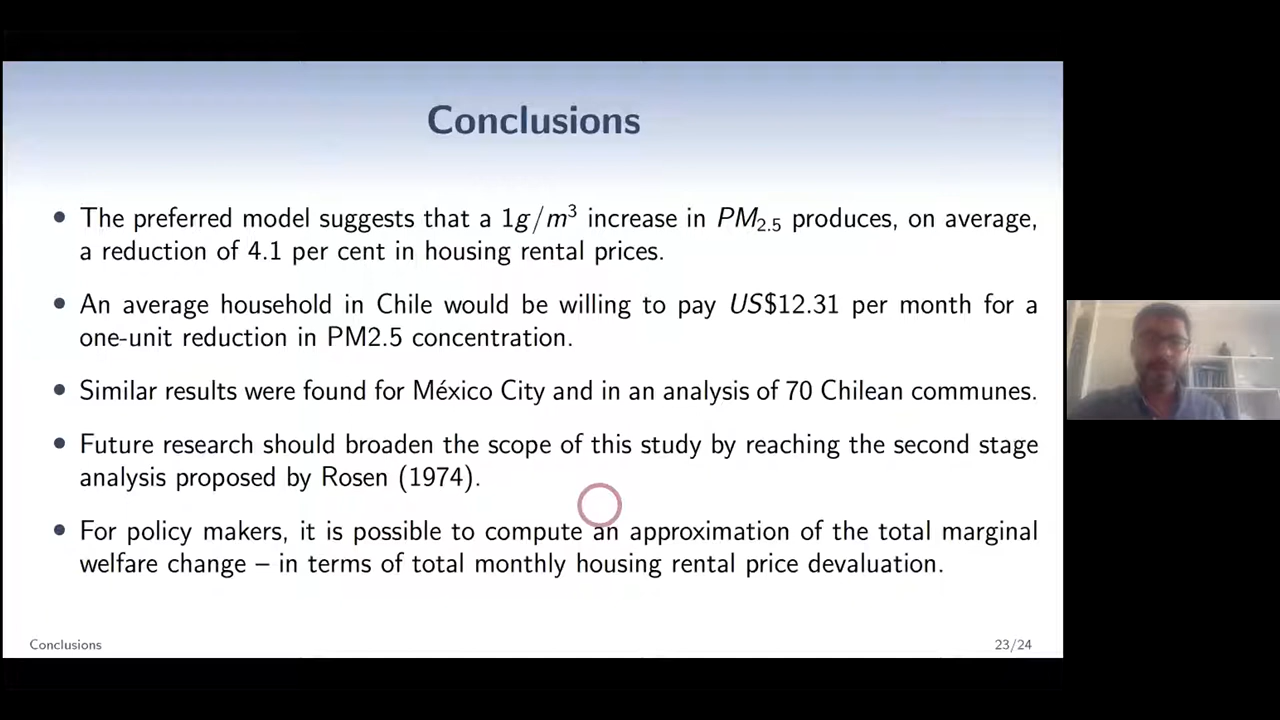 Conclusions
• The preferred model suggests that a 1g/m³ increase in PM₂.₅ produces, on average,
a reduction of 4.1 per cent in housing rental prices.
• An average household in Chile would be willing to pay US$12.31 per month for a
one-unit reduction in PM2.5 concentration.
• Similar results were found for México City and in an analysis of 70 Chilean communes.
• Future research should broaden the scope of this study by reaching the second stage
analysis proposed by Rosen (1974).
• For policy makers, it is possible to compute an approximation of the total marginal
welfare change – in terms of total monthly housing rental price devaluation.
Conclusions
23/24